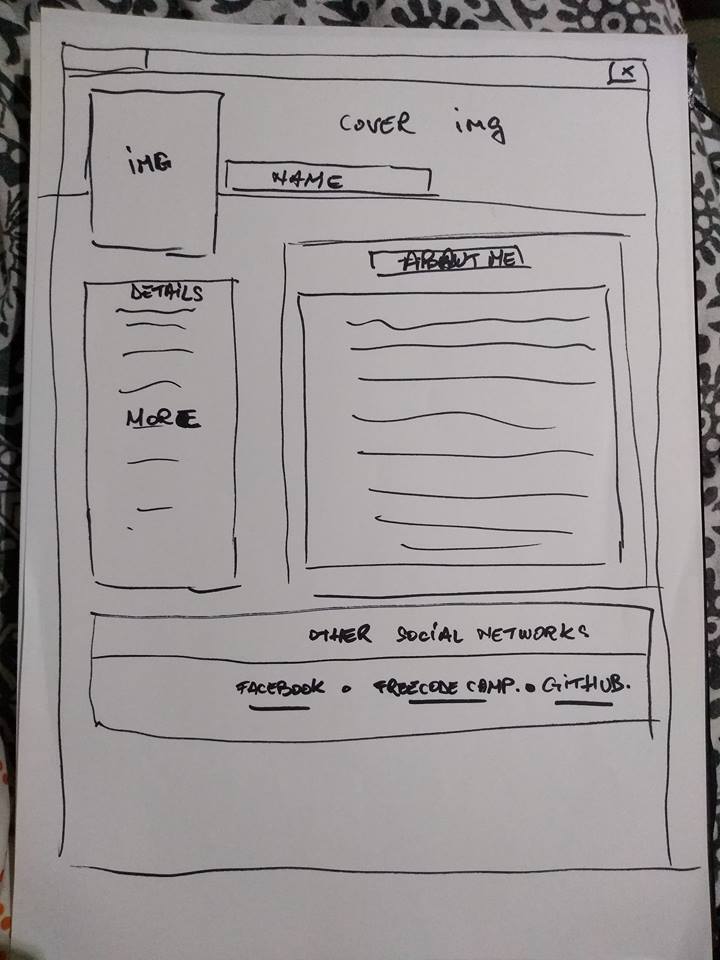 X
COVER img
iMG
NAME
ABOUT ME
DETAILS
MORE
OTHER SOCIAL NETWORKS
FACEBOOK • FREECODE CAMP. • GITHUB.